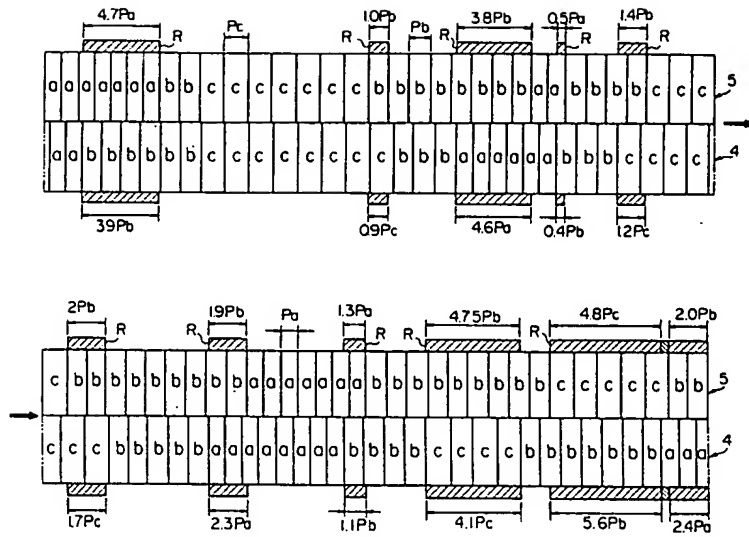 4.7Pa Pc 1.0Pb Pb 3.8Pb 0.5Pa 1.4Pb
R R R R R
a a a a a a a b b c c c c c c c b b b b b b b b a a b b b b c c c 5
a a b b b b b b c c c c c c c c b b b a a a a a a b b b c c c c 4
3.9Pb 0.9Pc 4.6Pa 0.4Pb 1.2Pc
2Pb 1.9Pb Pa 1.3Pa 4.75Pb 4.8Pc 2.0Pb
R R R R R
c b b b b b b b b b a a a a a a a b b b b b b b b b c c c c c b b 5
c c c b b b b b a a a a a a a a b b b b c c c c b b b b b b b a a a 4
1.7Pc 2.3Pa 1.1Pb 4.1Pc 5.6Pb 2.4Pa